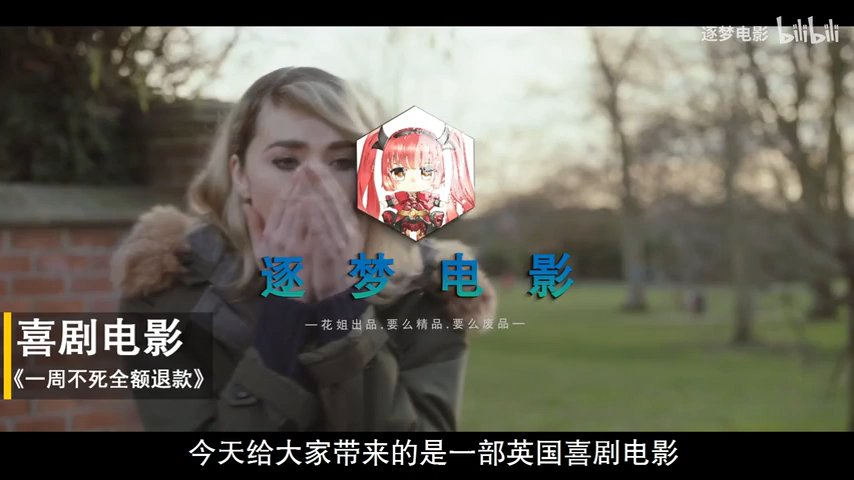 逐梦电影 bilibili
逐梦电影
—花姐出品.要么精品.要么废品—
喜剧电影
《一周不死全额退款》
今天给大家带来的是一部英国喜剧电影